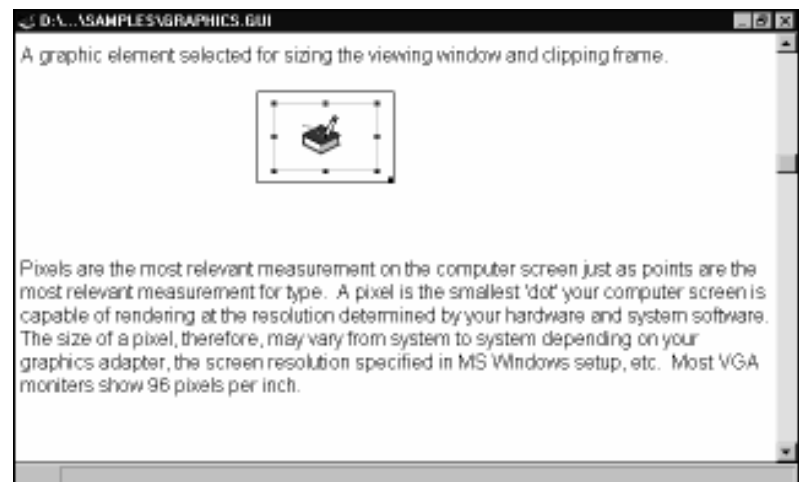 D:\...\SAMPLES\GRAPHICS.GUI
A graphic element selected for sizing the viewing window and clipping frame.
Pixels are the most relevant measurement on the computer screen just as points are the
most relevant measurement for type.  A pixel is the smallest 'dot' your computer screen is
capable of rendering at the resolution determined by your hardware and system software.
The size of a pixel, therefore, may vary from system to system depending on your
graphics adapter, the screen resolution specified in MS Windows setup, etc.  Most VGA
moniters show 96 pixels per inch.